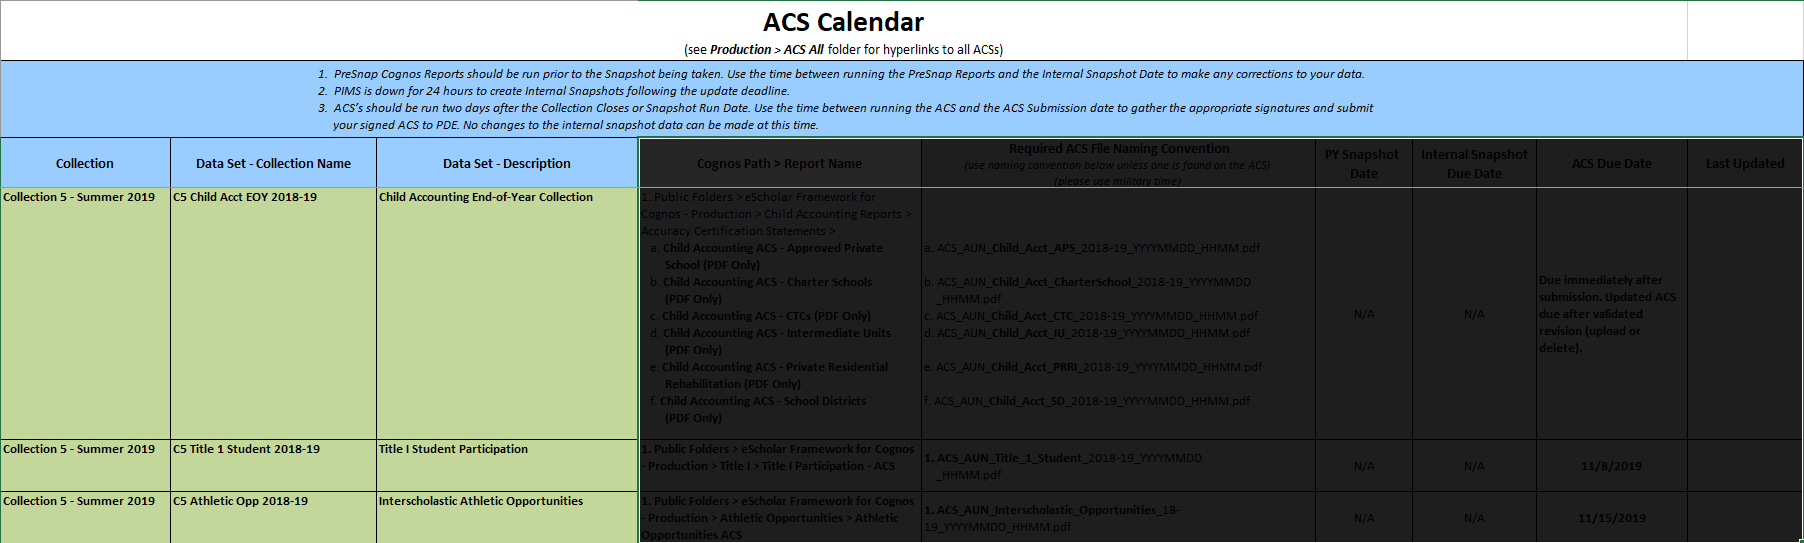 ACS Calendar
(see Production > ACS All folder for hyperlinks to all ACSs)
1. PreSnap Cognos Reports should be run prior to the Snapshot being taken. Use the time between running the PreSnap Reports and the Internal Snapshot Date to make any corrections to your data.
2. PIMS is down for 24 hours to create Internal Snapshots following the update deadline.
3. ACS's should be run two days after the Collection Closes or Snapshot Run Date. Use the time between running the ACS and the ACS Submission date to gather the appropriate signatures and submit
your signed ACS to PDE. No changes to the internal snapshot data can be made at this time.
Collection
Data Set - Collection Name
Data Set - Description
Cognos Path > Report Name
Required ACS File Naming Convention
(use naming convention below unless one is found on the ACS)
(please use military time)
PY Snapshot
Date
Internal Snapshot
Due Date
ACS Due Date
Last Updated
Collection 5 - Summer 2019
C5 Child Acct EOY 2018-19
Child Accounting End-of-Year Collection
1. Public Folders > eScholar Framework for
Cognos - Production > Child Accounting Reports >
Accuracy Certification Statements >
a. Child Accounting ACS - Approved Private
School (PDF Only)
b. Child Accounting ACS - Charter Schools
(PDF Only)
c. Child Accounting ACS - CTCs (PDF Only)
d. Child Accounting ACS - Intermediate Units
(PDF Only)
e. Child Accounting ACS - Private Residential
Rehabilitation (PDF Only)
f. Child Accounting ACS - School Districts
(PDF Only)
a. ACS_AUN_Child_Acct_APS_2018-19_YYYYMMDD_HHMM.pdf
b. ACS_AUN_Child_Acct_CharterSchool_2018-19_YYYYMMDD
_HHMM.pdf
c. ACS_AUN_Child_Acct_CTC_2018-19_YYYYMMDD_HHMM.pdf
d. ACS_AUN_Child_Acct_IU_2018-19_YYYYMMDD_HHMM.pdf
e. ACS_AUN_Child_Acct_PRRI_2018-19_YYYYMMDD_HHMM.pdf
f. ACS_AUN_Child_Acct_SD_2018-19_YYYYMMDD_HHMM.pdf
N/A
N/A
Due immediately after
submission. Updated ACS
due after validated
revision (upload or
delete).
Collection 5 - Summer 2019
C5 Title 1 Student 2018-19
Title I Student Participation
1. Public Folders > eScholar Framework for Cognos
- Production > Title I > Title I Participation - ACS
1. ACS_AUN_Title_1_Student_2018-19_YYYYMMDD
_HHMM.pdf
N/A
N/A
11/8/2019
Collection 5 - Summer 2019
C5 Athletic Opp 2018-19
Interscholastic Athletic Opportunities
1. Public Folders > eScholar Framework for Cognos
- Production > Athletic Opportunities > Athletic
Opportunities ACS
1. ACS_AUN_Interscholastic_Opportunities_18-
19_YYYYMMDD_HHMM.pdf
N/A
N/A
11/15/2019